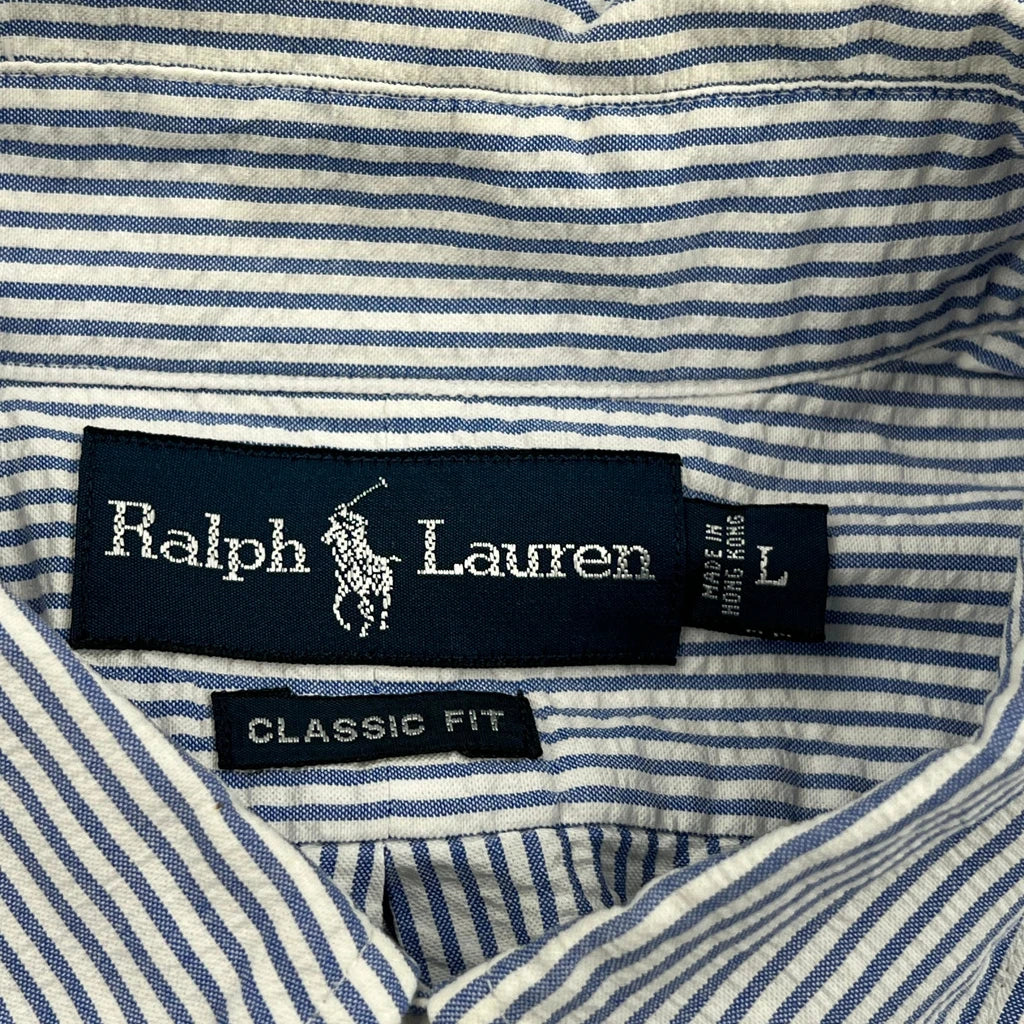 Ralph Lauren
MADE IN
HONG KONG
L
CLASSIC FIT